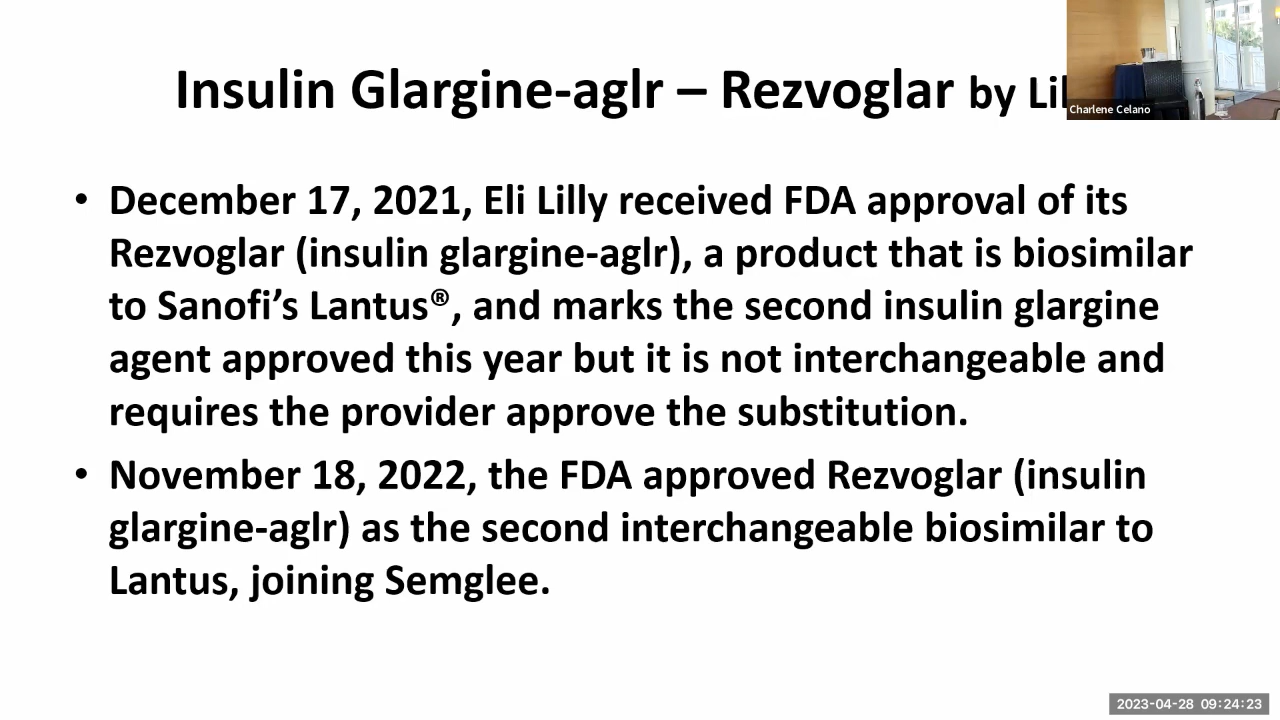 Insulin Glargine-aglr – Rezvoglar by
Charlene Celano
• December 17, 2021, Eli Lilly received FDA approval of its
Rezvoglar (insulin glargine-aglr), a product that is biosimilar
to Sanofi’s Lantus®, and marks the second insulin glargine
agent approved this year but it is not interchangeable and
requires the provider approve the substitution.
• November 18, 2022, the FDA approved Rezvoglar (insulin
glargine-aglr) as the second interchangeable biosimilar to
Lantus, joining Semglee.
2023-04-28 09:24:23